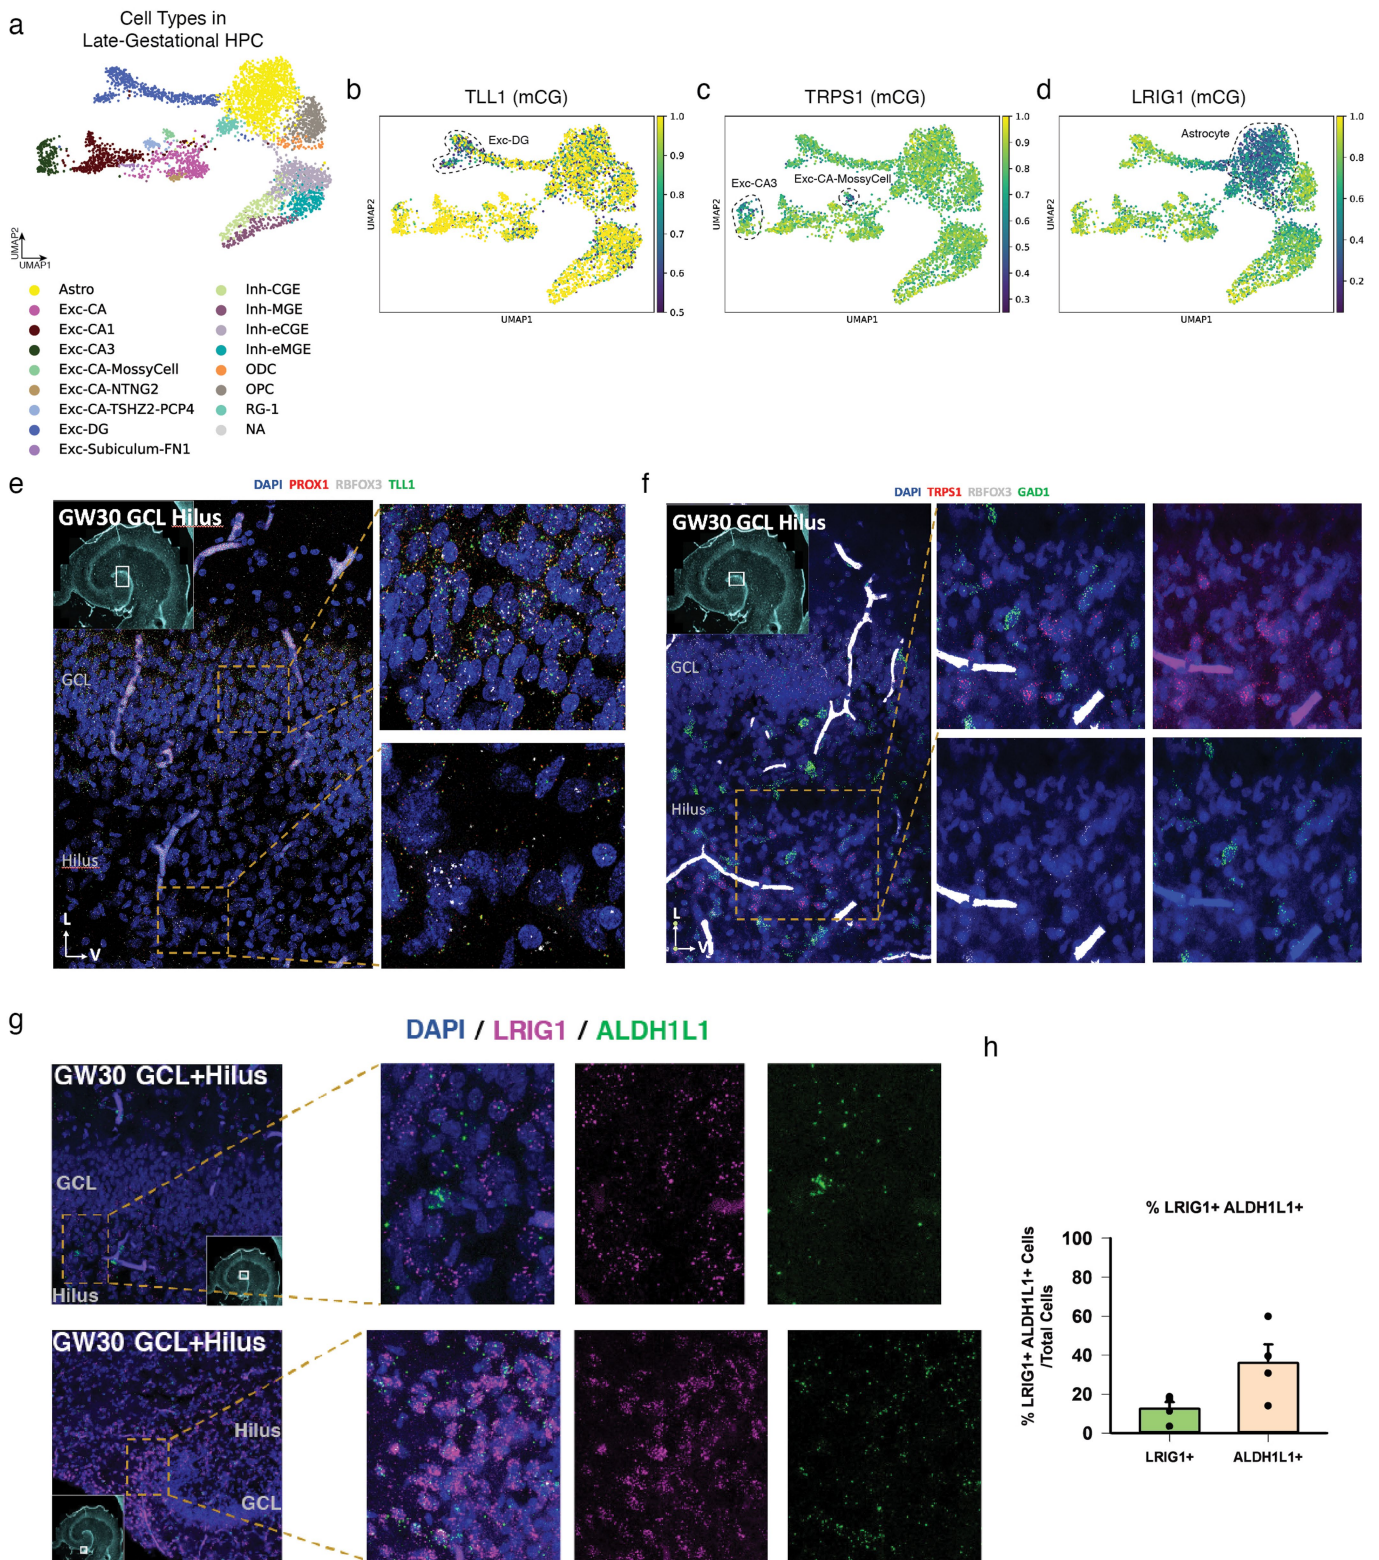 a
Cell Types in
Late-Gestational HPC
UMAP2
UMAP1
Astro
Exc-CA
Exc-CA1
Exc-CA3
Exc-CA-MossyCell
Exc-CA-NTNG2
Exc-CA-TSHZ2-PCP4
Exc-DG
Exc-Subiculum-FN1
Inh-CGE
Inh-MGE
Inh-eCGE
Inh-eMGE
ODC
OPC
RG-1
NA
b
TLL1 (mCG)
Exc-DG
UMAP2
UMAP1
1.0
0.9
0.8
0.7
0.6
0.5
c
TRPS1 (mCG)
Exc-CA3
Exc-CA-MossyCell
UMAP2
UMAP1
1.0
0.9
0.8
0.7
0.6
0.5
0.4
0.3
d
LRIG1 (mCG)
Astrocyte
UMAP2
UMAP1
1.0
0.8
0.6
0.4
0.2
e
DAPI PROX1 RBFOX3 TLL1
GW30 GCL Hilus
GCL
Hilus
L
V
f
DAPI TRPS1 RBFOX3 GAD1
GW30 GCL Hilus
GCL
Hilus
L
V
g
DAPI / LRIG1 / ALDH1L1
GW30 GCL+Hilus
GCL
Hilus
GW30 GCL+Hilus
Hilus
GCL
h
% LRIG1+ ALDH1L1+
% LRIG1+ ALDH1L1+ Cells
/Total Cells
100
80
60
40
20
0
LRIG1+
ALDH1L1+